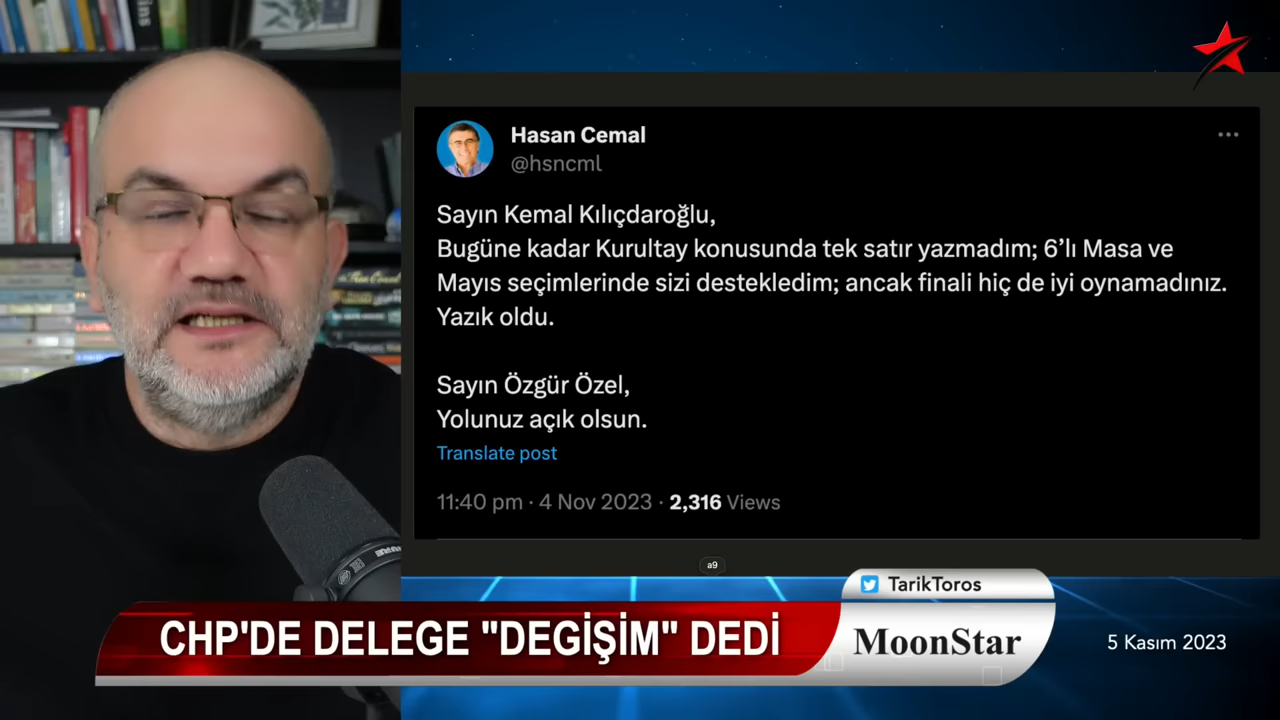 Hasan Cemal
@hsncml
Sayın Kemal Kılıçdaroğlu,
Bugüne kadar Kurultay konusunda tek satır yazmadım; 6’lı Masa ve
Mayıs seçimlerinde sizi destekledim; ancak finali hiç de iyi oynamadınız.
Yazık oldu.
Sayın Özgür Özel,
Yolunuz açık olsun.
Translate post
11:40 pm · 4 Nov 2023 · 2,316 Views
a9
TarikToros
CHP'DE DELEGE "DEGİŞİM" DEDİ
MoonStar
5 Kasım 2023